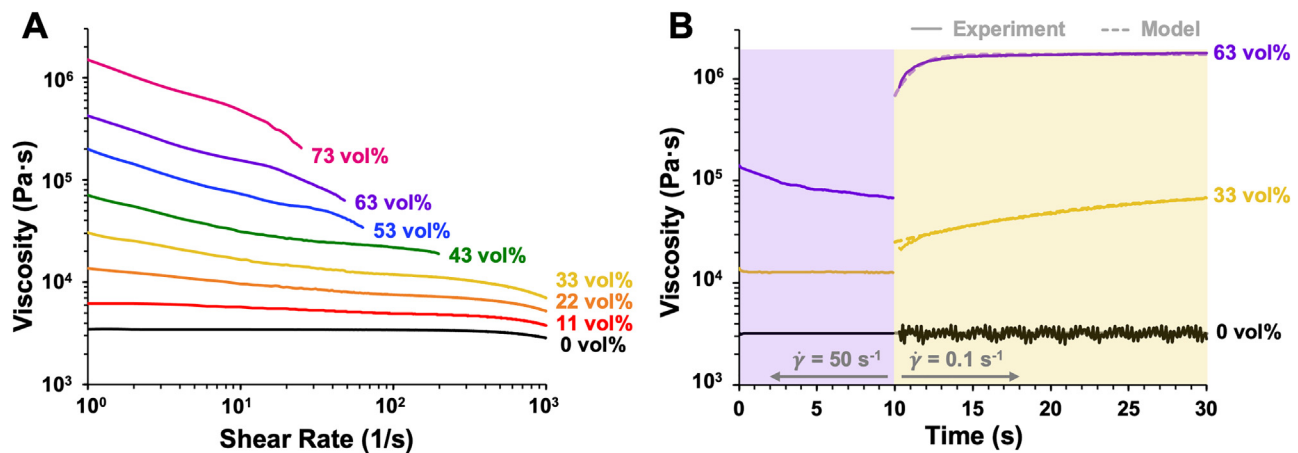 A
Viscosity (Pa·s)
10⁶
10⁵
10⁴
10³
73 vol%
63 vol%
53 vol%
43 vol%
33 vol%
22 vol%
11 vol%
0 vol%
10⁰
10¹
10²
10³
Shear Rate (1/s)
B
Experiment
Model
Viscosity (Pa·s)
10⁶
10⁵
10⁴
10³
63 vol%
33 vol%
0 vol%
γ̇ = 50 s⁻¹
γ̇ = 0.1 s⁻¹
0
5
10
15
20
25
30
Time (s)